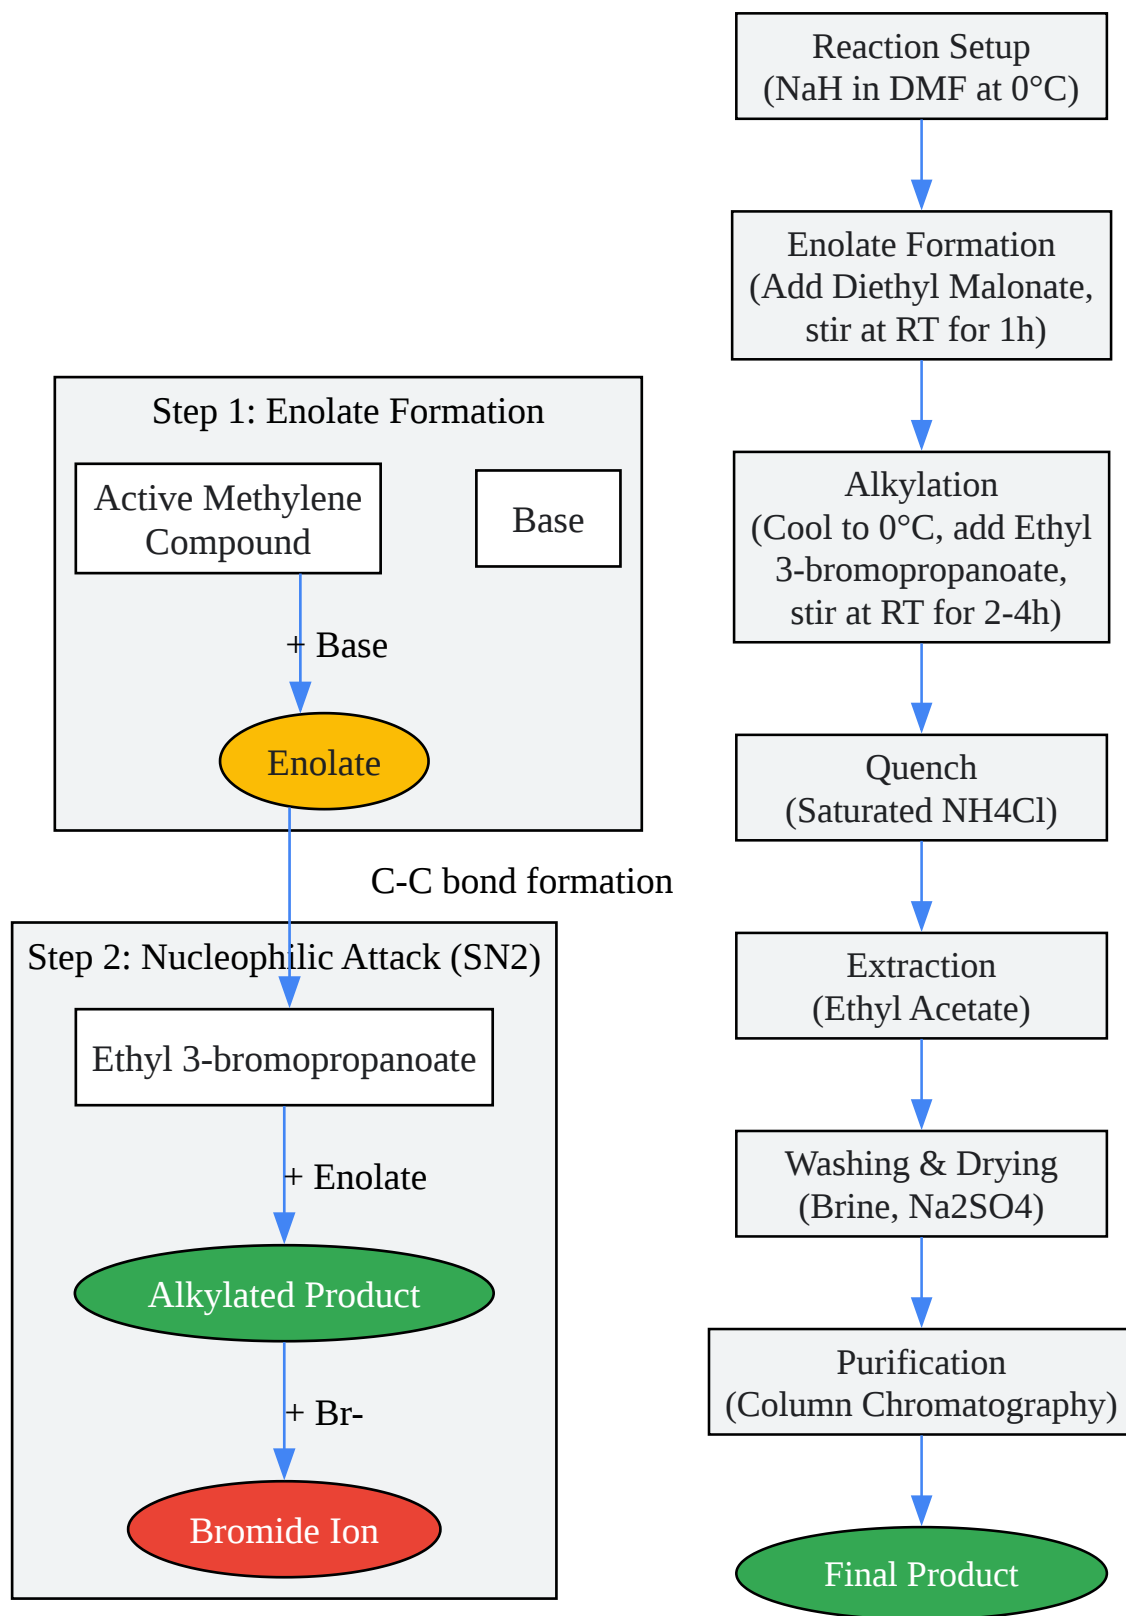 Reaction Setup
(NaH in DMF at 0°C)
Enolate Formation
(Add Diethyl Malonate,
stir at RT for 1h)
Alkylation
(Cool to 0°C, add Ethyl
3-bromopropanoate,
stir at RT for 2-4h)
Quench
(Saturated NH4Cl)
Extraction
(Ethyl Acetate)
Washing & Drying
(Brine, Na2SO4)
Purification
(Column Chromatography)
Final Product
Step 1: Enolate Formation
Active Methylene
Compound
Base
+ Base
Enolate
C-C bond formation
Step 2: Nucleophilic Attack (SN2)
Ethyl 3-bromopropanoate
+ Enolate
Alkylated Product
+ Br-
Bromide Ion